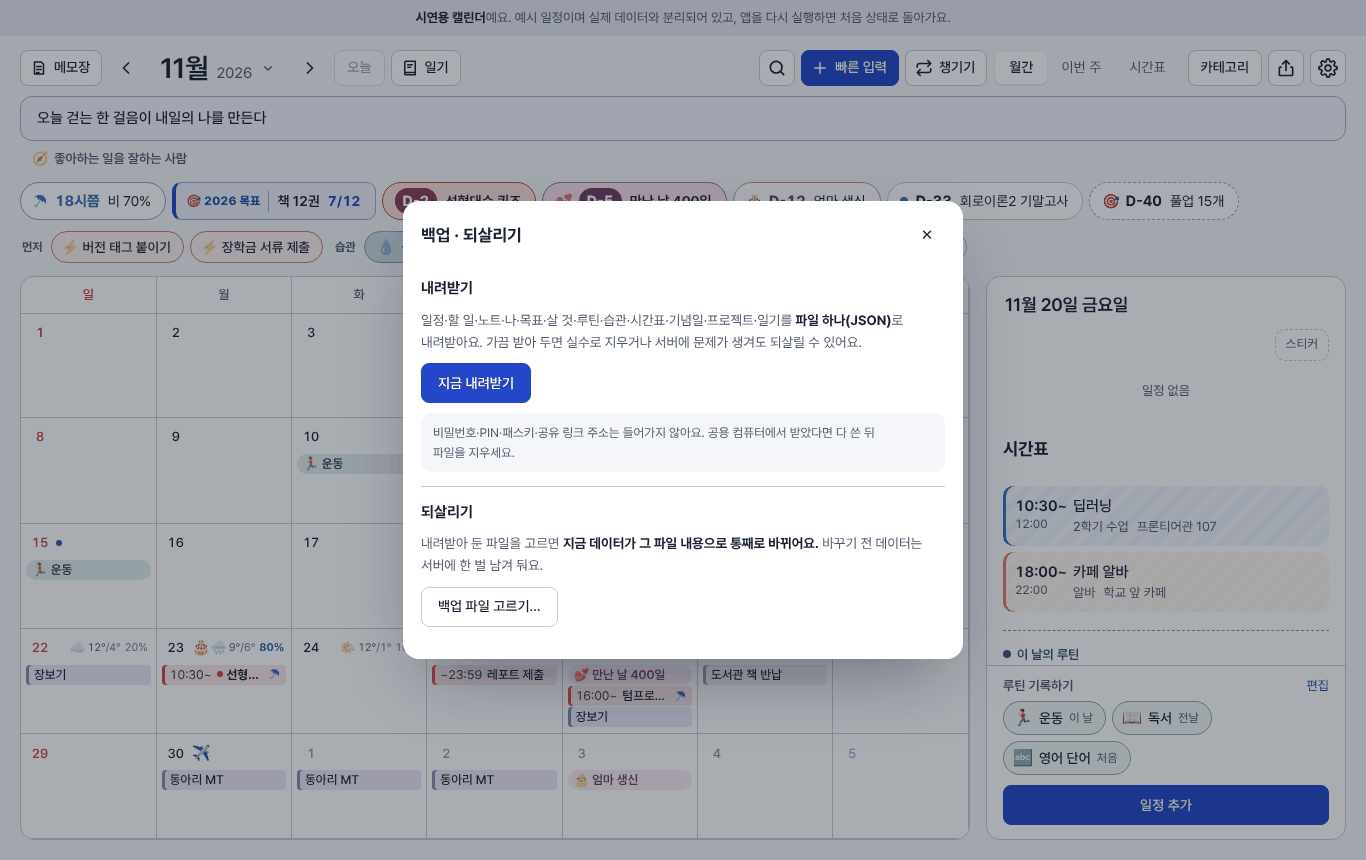 시연용 캘린더예요. 예시 일정이며 실제 데이터와 분리되어 있고, 앱을 다시 실행하면 처음 상태로 돌아가요.
메모장 11월 2026 오늘 일기 빠른 입력 챙기기 월간 이번 주 시간표 카테고리
오늘 걷는 한 걸음이 내일의 나를 만든다
좋아하는 일을 잘하는 사람
18시쯤 비 70% 2026 목표 책 12권 7/12 D-2 선형대수 퀴즈 D-5 만난 날 400일 D-12 엄마 생신 D-33 회로이론2 기말고사 D-40 풀업 15개
먼저 버전 태그 붙이기 장학금 서류 제출 습관
백업 · 되살리기
내려받기
일정·할 일·노트·나·목표·살 것·루틴·습관·시간표·기념일·프로젝트·일기를 파일 하나(JSON)로
내려받아요. 가끔 받아 두면 실수로 지우거나 서버에 문제가 생겨도 되살릴 수 있어요.
지금 내려받기
비밀번호·PIN·패스키·공유 링크 주소는 들어가지 않아요. 공용 컴퓨터에서 받았다면 다 쓴 뒤
파일을 지우세요.
되살리기
내려받아 둔 파일을 고르면 지금 데이터가 그 파일 내용으로 통째로 바뀌어요. 바꾸기 전 데이터는
서버에 한 벌 남겨 둬요.
백업 파일 고르기...
일 월 화
1 2 3
8 9 10
운동
15 16 17
운동
22 12°/4° 20% 23 9°/6° 80% 24 12°/1°
장보기 10:30~ 선형... ~23:59 레포트 제출 만난 날 400일 도서관 책 반납
16:00~ 텀프로...
장보기
29 30 1 2 3 4 5
동아리 MT 동아리 MT 동아리 MT 엄마 생신
11월 20일 금요일
스티커
일정 없음
시간표
10:30~ 딥러닝
12:00 2학기 수업 프론티어관 107
18:00~ 카페 알바
22:00 알바 학교 앞 카페
이 날의 루틴
루틴 기록하기 편집
운동 이 날 독서 전날
영어 단어 처음
일정 추가